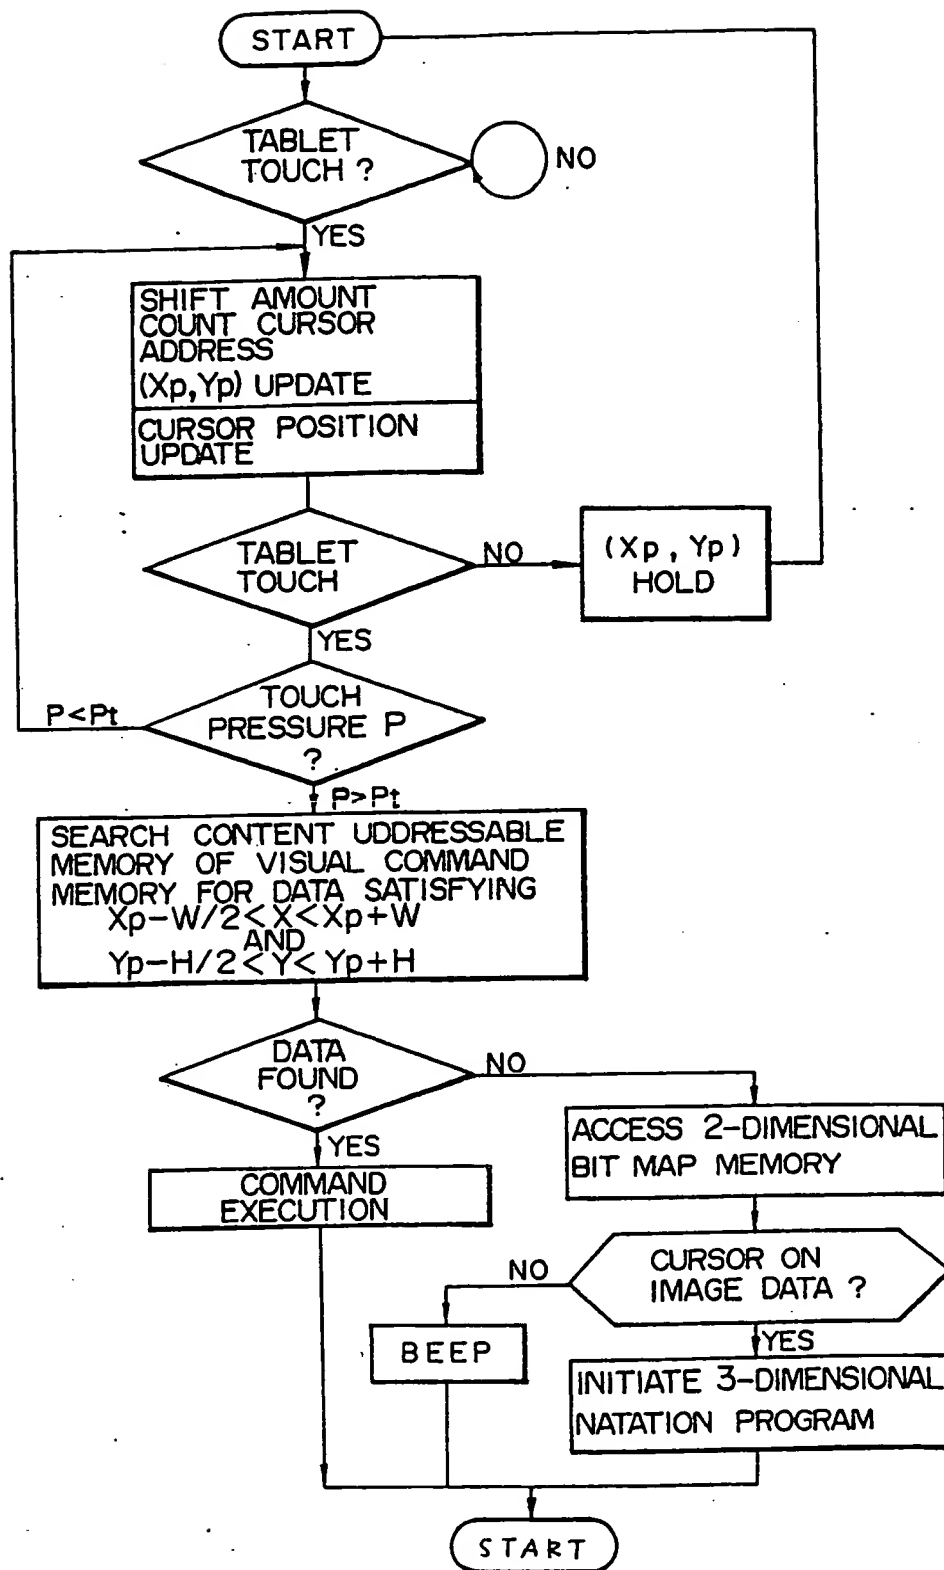 START
TABLET
TOUCH ?
NO
YES
SHIFT AMOUNT
COUNT CURSOR
ADDRESS
(Xp,Yp) UPDATE
CURSOR POSITION
UPDATE
TABLET
TOUCH
NO
(Xp, Yp)
HOLD
YES
TOUCH
PRESSURE P
?
P<Pt
P>Pt
SEARCH CONTENT UDDRESSABLE
MEMORY OF VISUAL COMMAND
MEMORY FOR DATA SATISFYING
Xp-W/2<X<Xp+W
AND
Yp-H/2<Y<Yp+H
DATA
FOUND
?
NO
YES
COMMAND
EXECUTION
ACCESS 2-DIMENSIONAL
BIT MAP MEMORY
CURSOR ON
IMAGE DATA ?
NO
YES
BEEP
INITIATE 3-DIMENSIONAL
NATATION PROGRAM
START